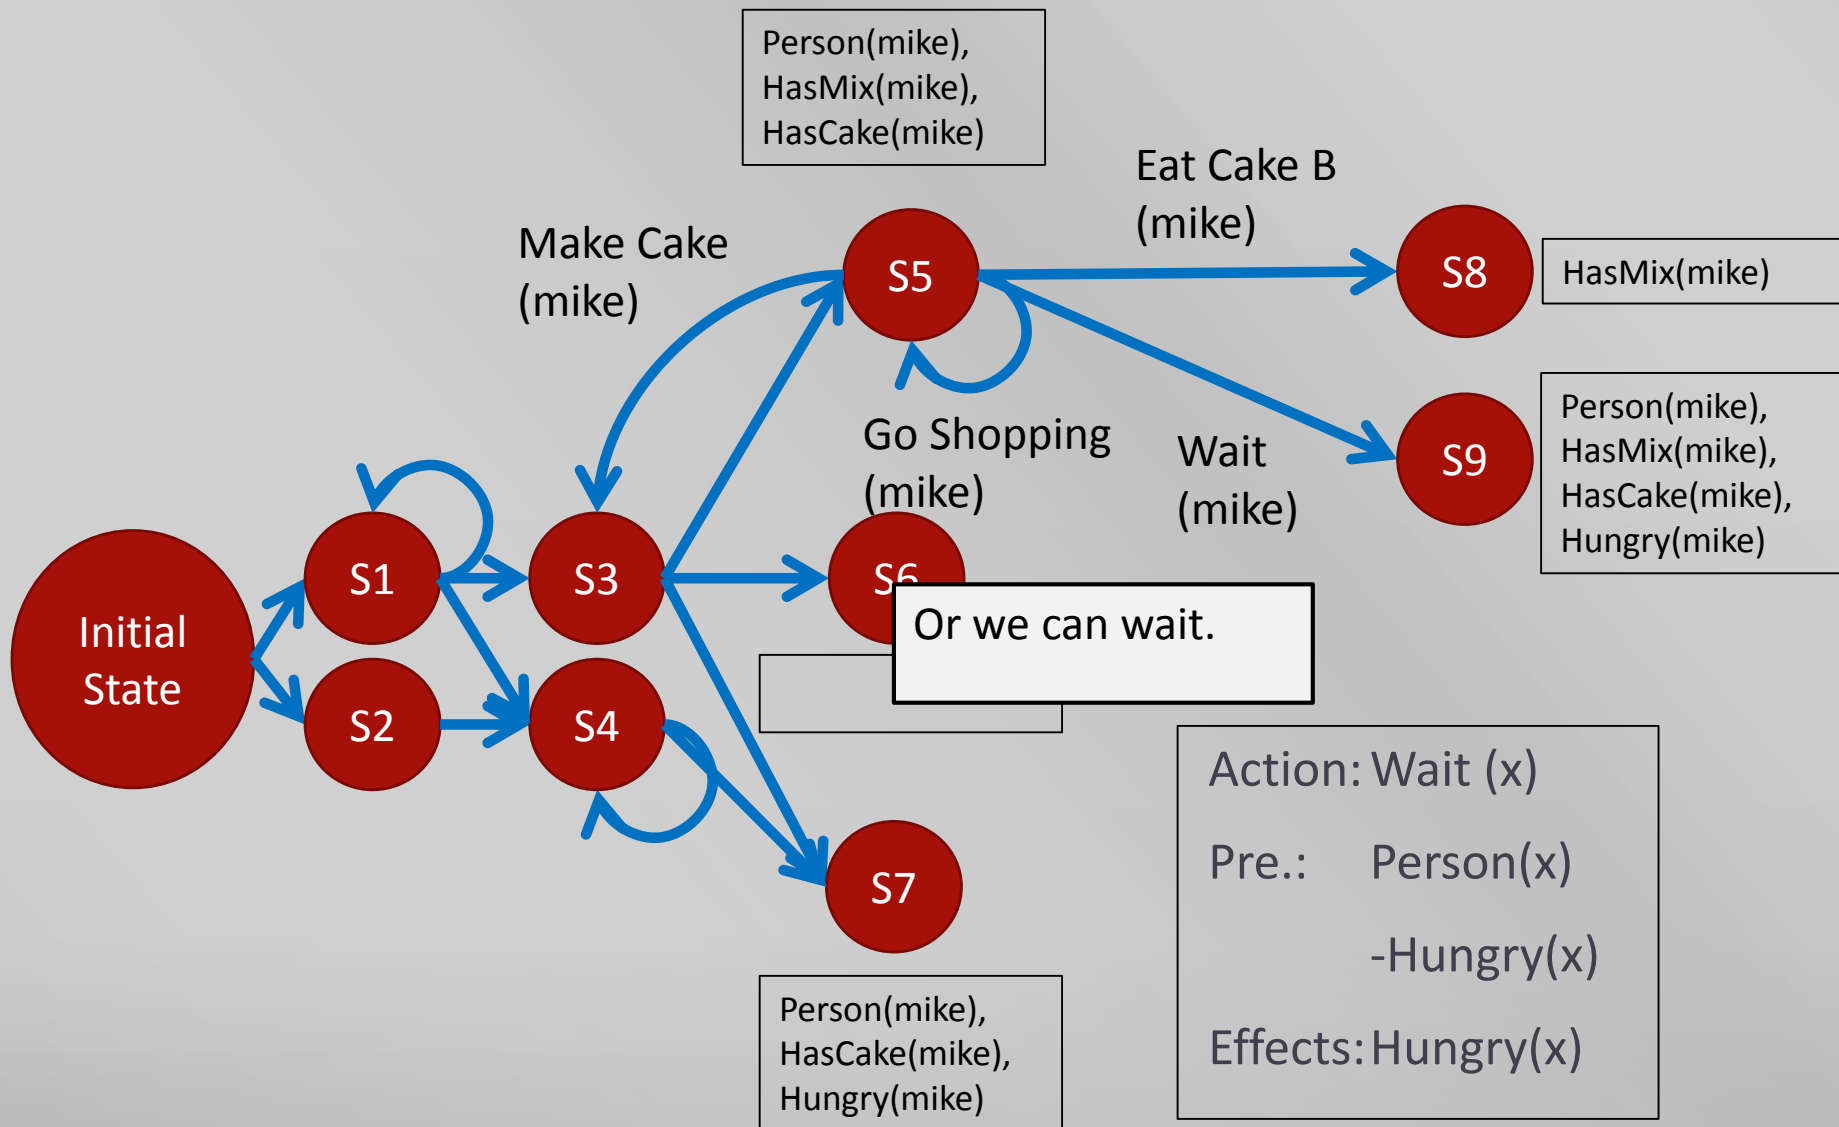 Person(mike),
HasMix(mike),
HasCake(mike)
Eat Cake B
(mike)
Make Cake
(mike)
S5
S8
HasMix(mike)
Go Shopping
(mike)
Wait
(mike)
S9
Person(mike),
HasMix(mike),
HasCake(mike),
Hungry(mike)
Initial
State
S1
S3
S6
Or we can wait.
S2
S4
S7
Person(mike),
HasCake(mike),
Hungry(mike)
Action: Wait (x)
Pre.: Person(x)
-Hungry(x)
Effects: Hungry(x)